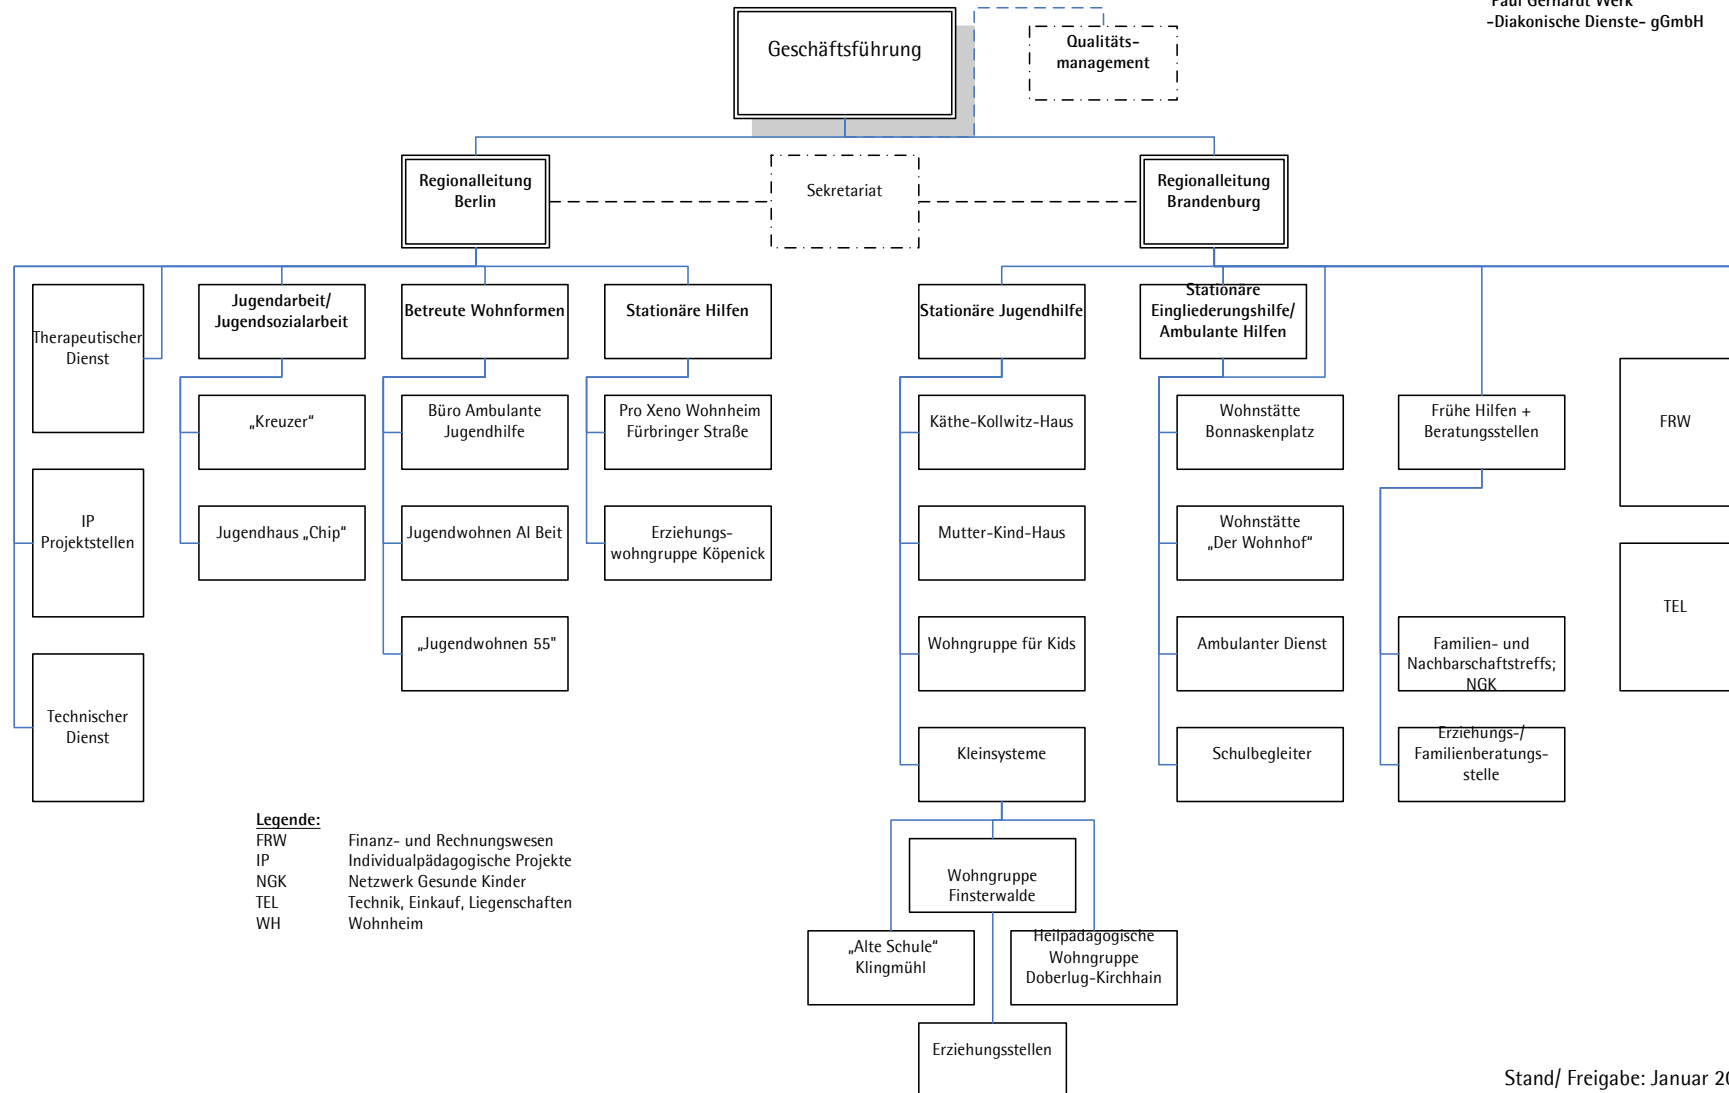 Paul Gerhardt Werk
-Diakonische Dienste- gGmbH
Geschäftsführung
Qualitäts-
management
Regionalleitung
Berlin
Sekretariat
Regionalleitung
Brandenburg
Therapeutischer
Dienst
Jugendarbeit/
Jugendsozialarbeit
Betreute Wohnformen
Stationäre Hilfen
Stationäre Jugendhilfe
Stationäre
Eingliederungshilfe/
Ambulante Hilfen
„Kreuzer“
Büro Ambulante
Jugendhilfe
Pro Xeno Wohnheim
Fürbringer Straße
Käthe-Kollwitz-Haus
Wohnstätte
Bonnaskenplatz
Frühe Hilfen +
Beratungsstellen
FRW
IP
Projektstellen
Jugendhaus „Chip“
Jugendwohnen Al Beit
Erziehungs-
wohngruppe Köpenick
Mutter-Kind-Haus
Wohnstätte
„Der Wohnhof“
TEL
„Jugendwohnen 55"
Wohngruppe für Kids
Ambulanter Dienst
Familien- und
Nachbarschaftstreffs;
NGK
Technischer
Dienst
Kleinsysteme
Schulbegleiter
Erziehungs-/
Familienberatungs-
stelle
Legende:
FRW Finanz- und Rechnungswesen
IP Individualpädagogische Projekte
NGK Netzwerk Gesunde Kinder
TEL Technik, Einkauf, Liegenschaften
WH Wohnheim
Wohngruppe
Finsterwalde
„Alte Schule“
Klingmühl
Heilpädagogische
Wohngruppe
Doberlug-Kirchhain
Erziehungsstellen
Stand/ Freigabe: Januar 20